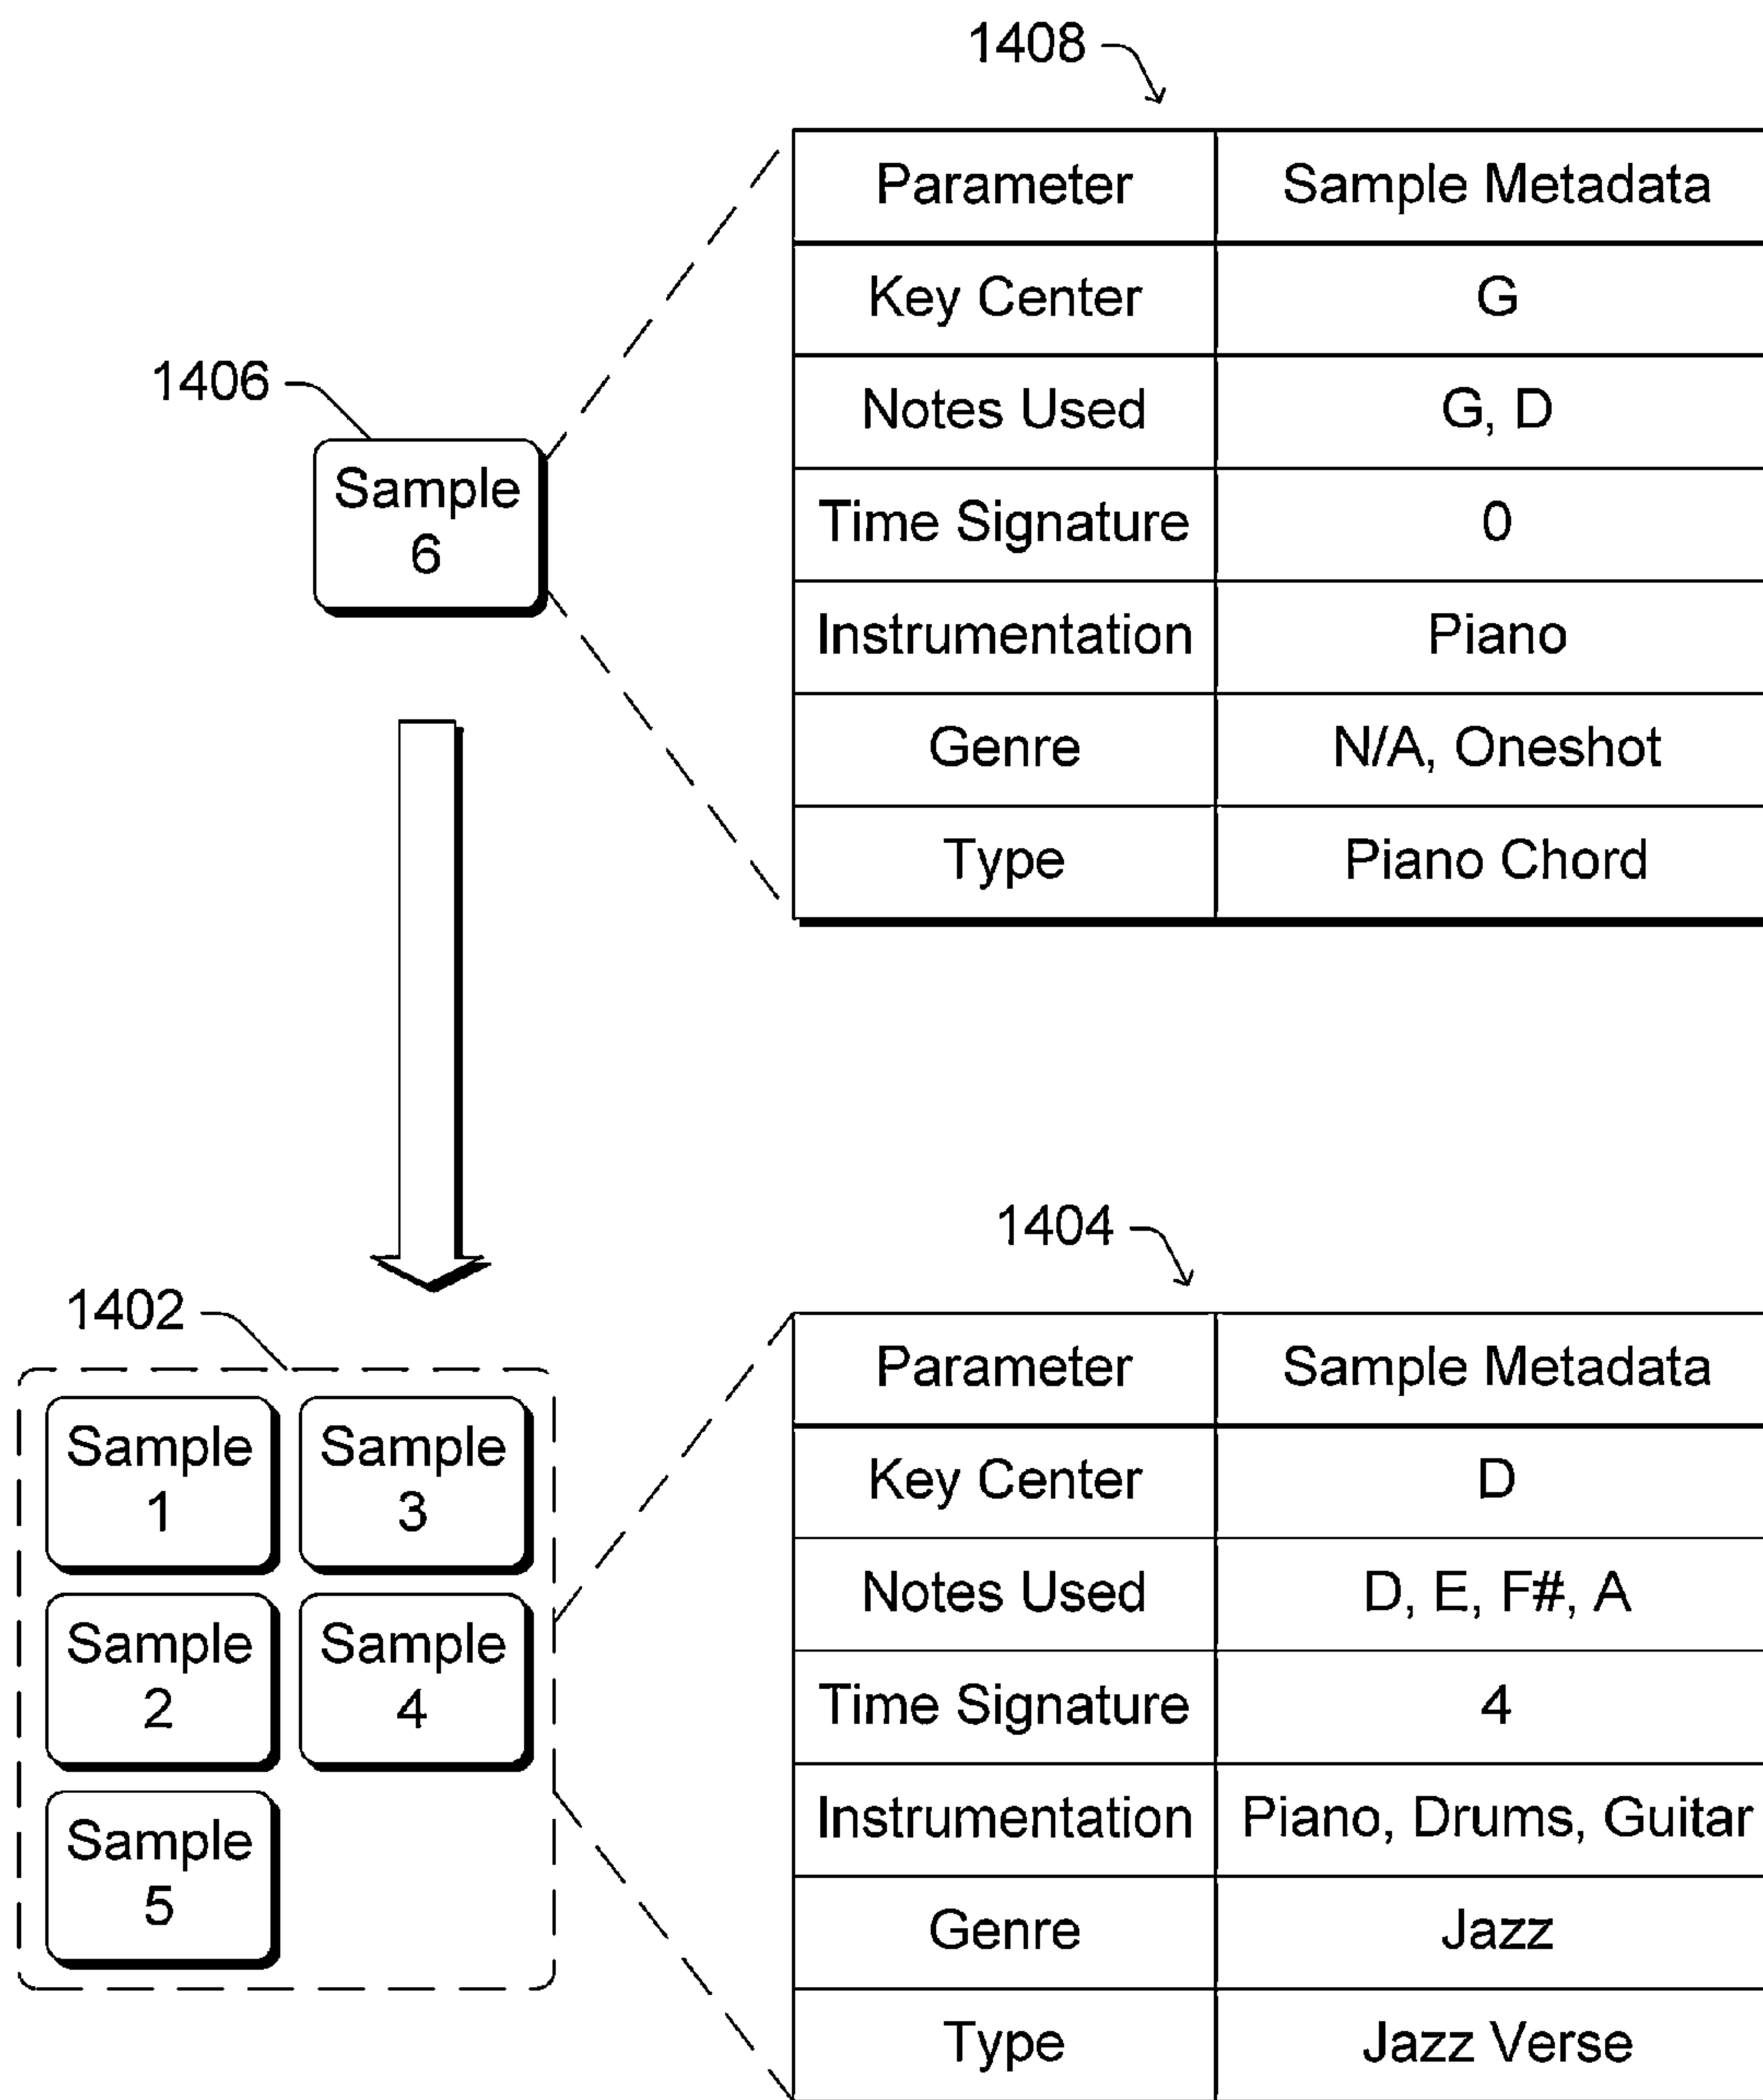 1408
Parameter Sample Metadata
Key Center G
1406
Notes Used G, D
Sample
6
Time Signature 0
Instrumentation Piano
Genre N/A, Oneshot
Type Piano Chord
1404
1402
Parameter Sample Metadata
Sample
1
Sample
3
Key Center D
Notes Used D, E, F#, A
Sample
2
Sample
4
Time Signature 4
Instrumentation Piano, Drums, Guitar
Sample
5
Genre Jazz
Type Jazz Verse